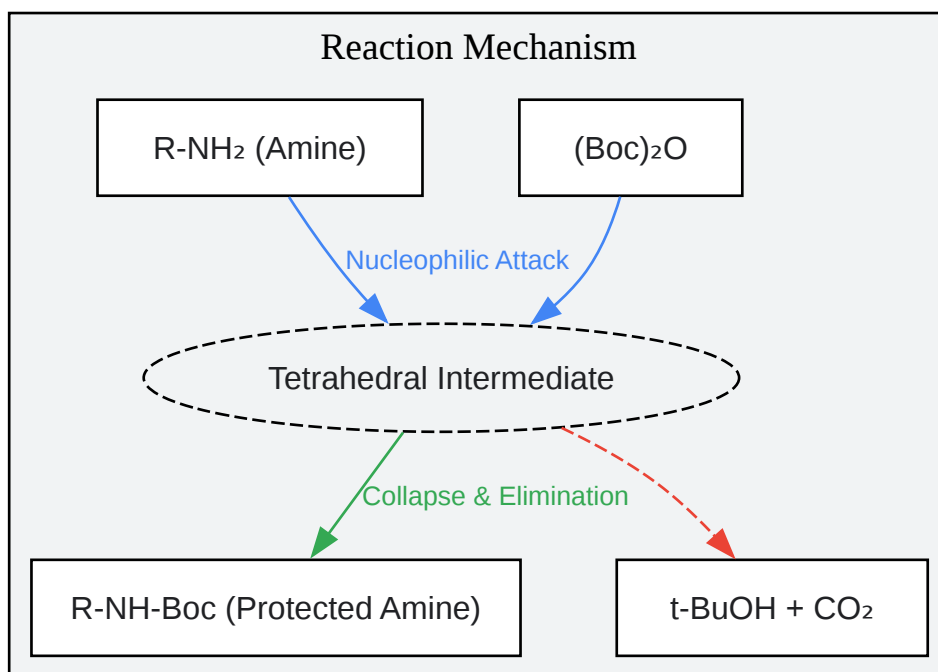 Reaction Mechanism
R-NH₂ (Amine)
(Boc)₂O
Nucleophilic Attack
Tetrahedral Intermediate
Collapse & Elimination
R-NH-Boc (Protected Amine)
t-BuOH + CO₂